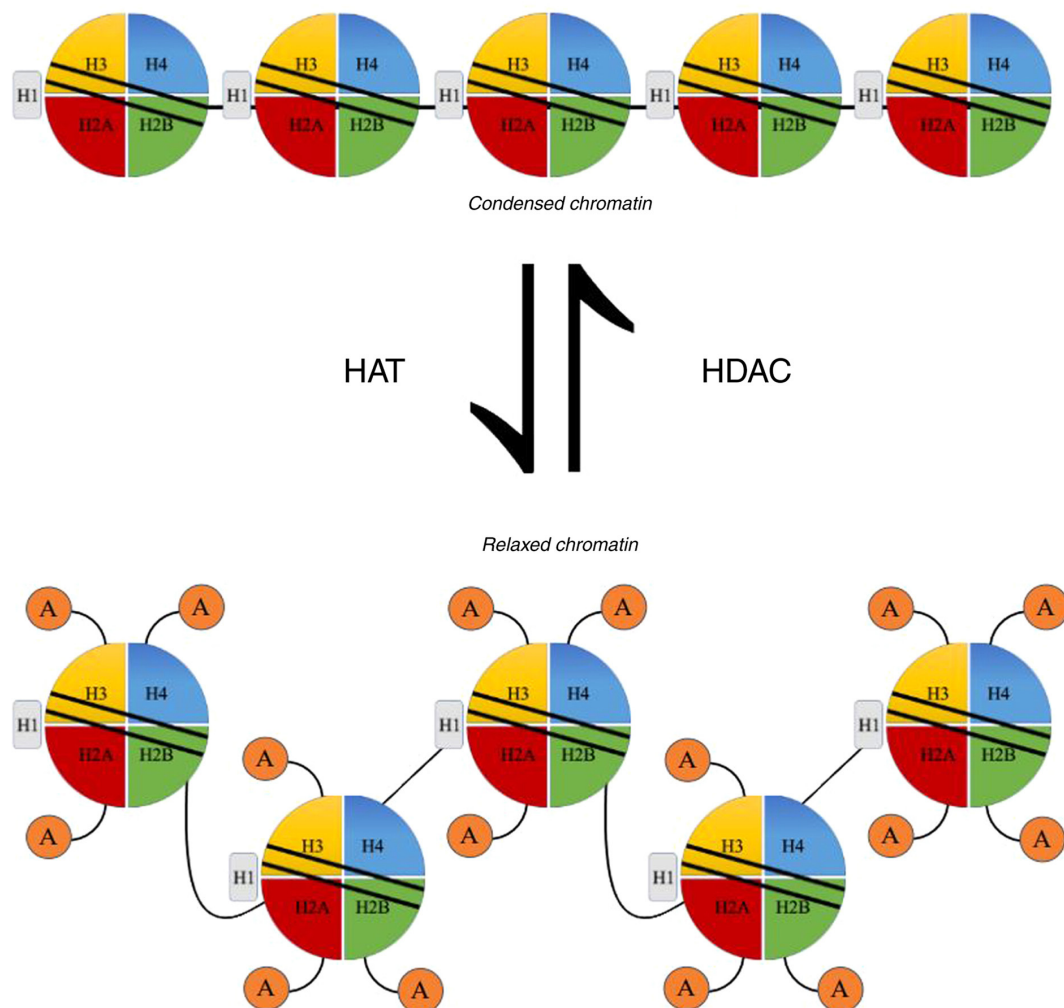 H3 H4 H3 H4 H3 H4 H3 H4 H3 H4
H1 H1 H1 H1 H1
H2A H2B H2A H2B H2A H2B H2A H2B H2A H2B
Condensed chromatin
HAT HDAC
Relaxed chromatin
A A A A A A
H3 H4 H3 H4 H3 H4
H1 H1 H1
H2A H2B H2A H2B H2A H2B
A A
A A A A
H3 H4 H3 H4
H1 H1
H2A H2B H2A H2B
A A A A